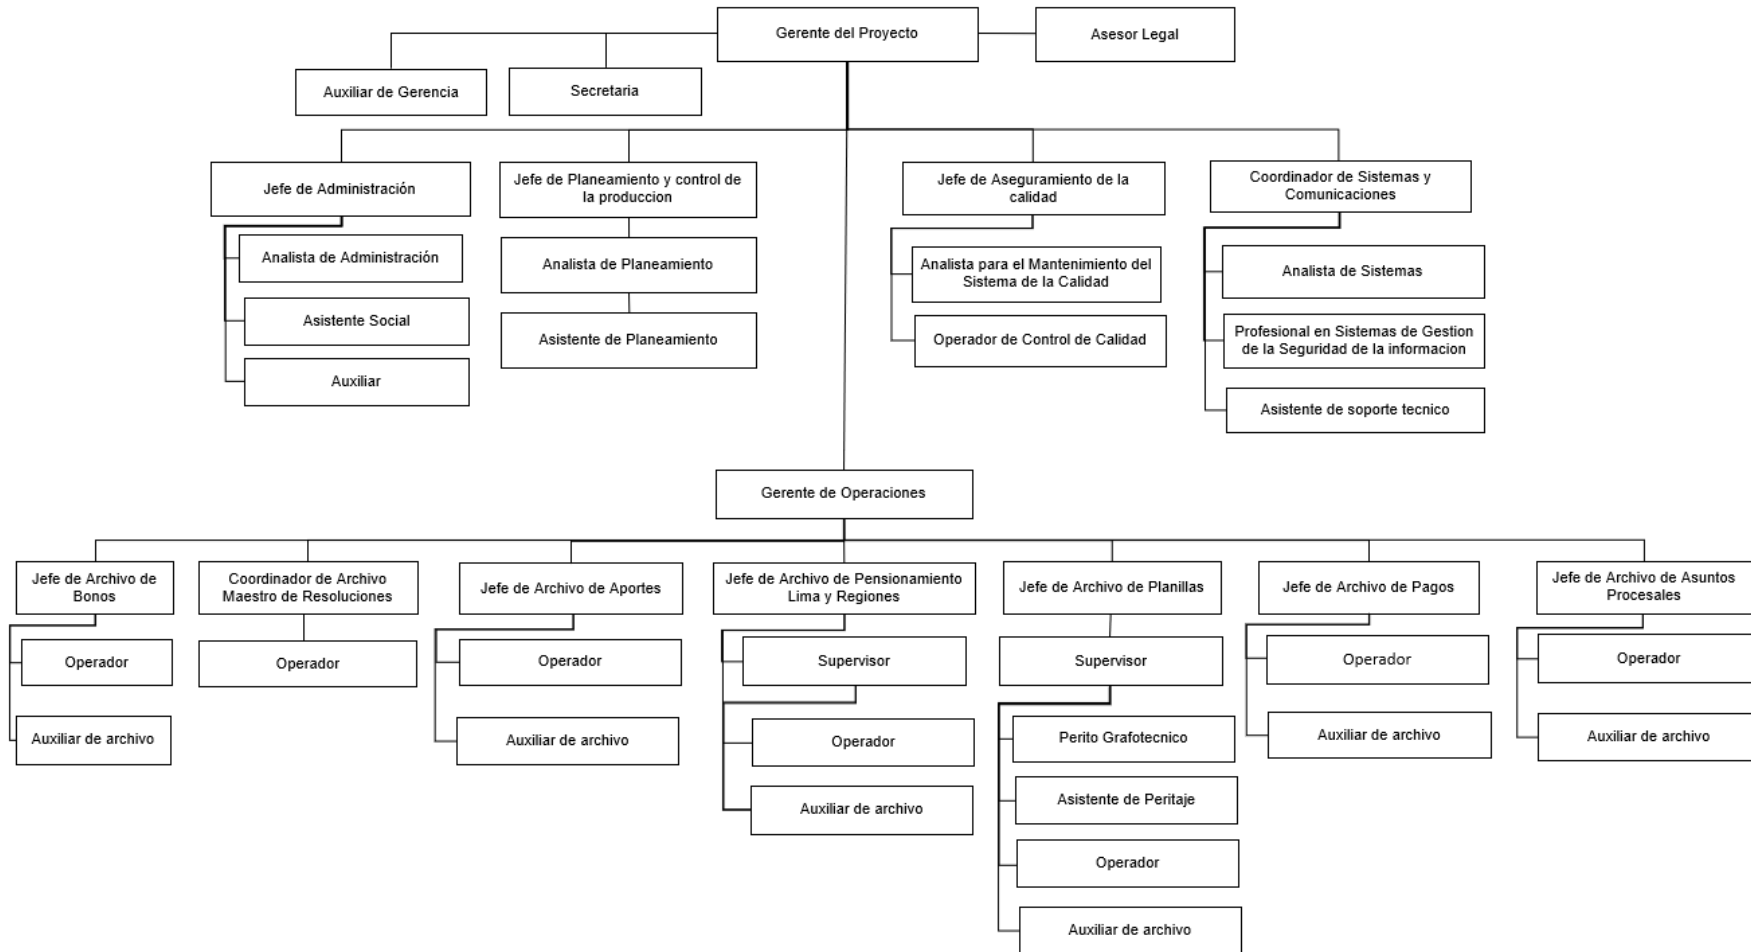 Gerente del Proyecto
Asesor Legal
Auxiliar de Gerencia
Secretaria
Jefe de Administración
Jefe de Planeamiento y control de
la produccion
Jefe de Aseguramiento de la
calidad
Coordinador de Sistemas y
Comunicaciones
Analista de Administración
Asistente Social
Auxiliar
Analista de Planeamiento
Asistente de Planeamiento
Analista para el Mantenimiento del
Sistema de la Calidad
Operador de Control de Calidad
Analista de Sistemas
Profesional en Sistemas de Gestion
de la Seguridad de la informacion
Asistente de soporte tecnico
Gerente de Operaciones
Jefe de Archivo de
Bonos
Operador
Auxiliar de archivo
Coordinador de Archivo
Maestro de Resoluciones
Operador
Jefe de Archivo de Aportes
Operador
Auxiliar de archivo
Jefe de Archivo de Pensionamiento
Lima y Regiones
Supervisor
Operador
Auxiliar de archivo
Jefe de Archivo de Planillas
Supervisor
Perito Grafotecnico
Asistente de Peritaje
Operador
Auxiliar de archivo
Jefe de Archivo de Pagos
Operador
Auxiliar de archivo
Jefe de Archivo de Asuntos
Procesales
Operador
Auxiliar de archivo